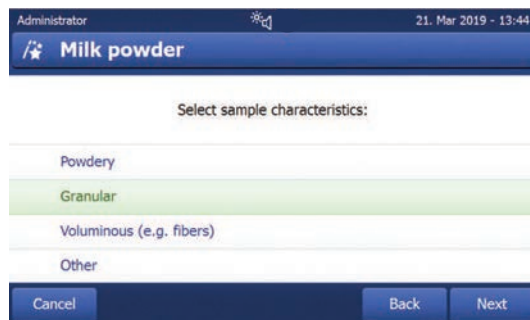 Administrator 21. Mar 2019 - 13:44
Milk powder
Select sample characteristics:
Powdery
Granular
Voluminous (e.g. fibers)
Other
Cancel Back Next